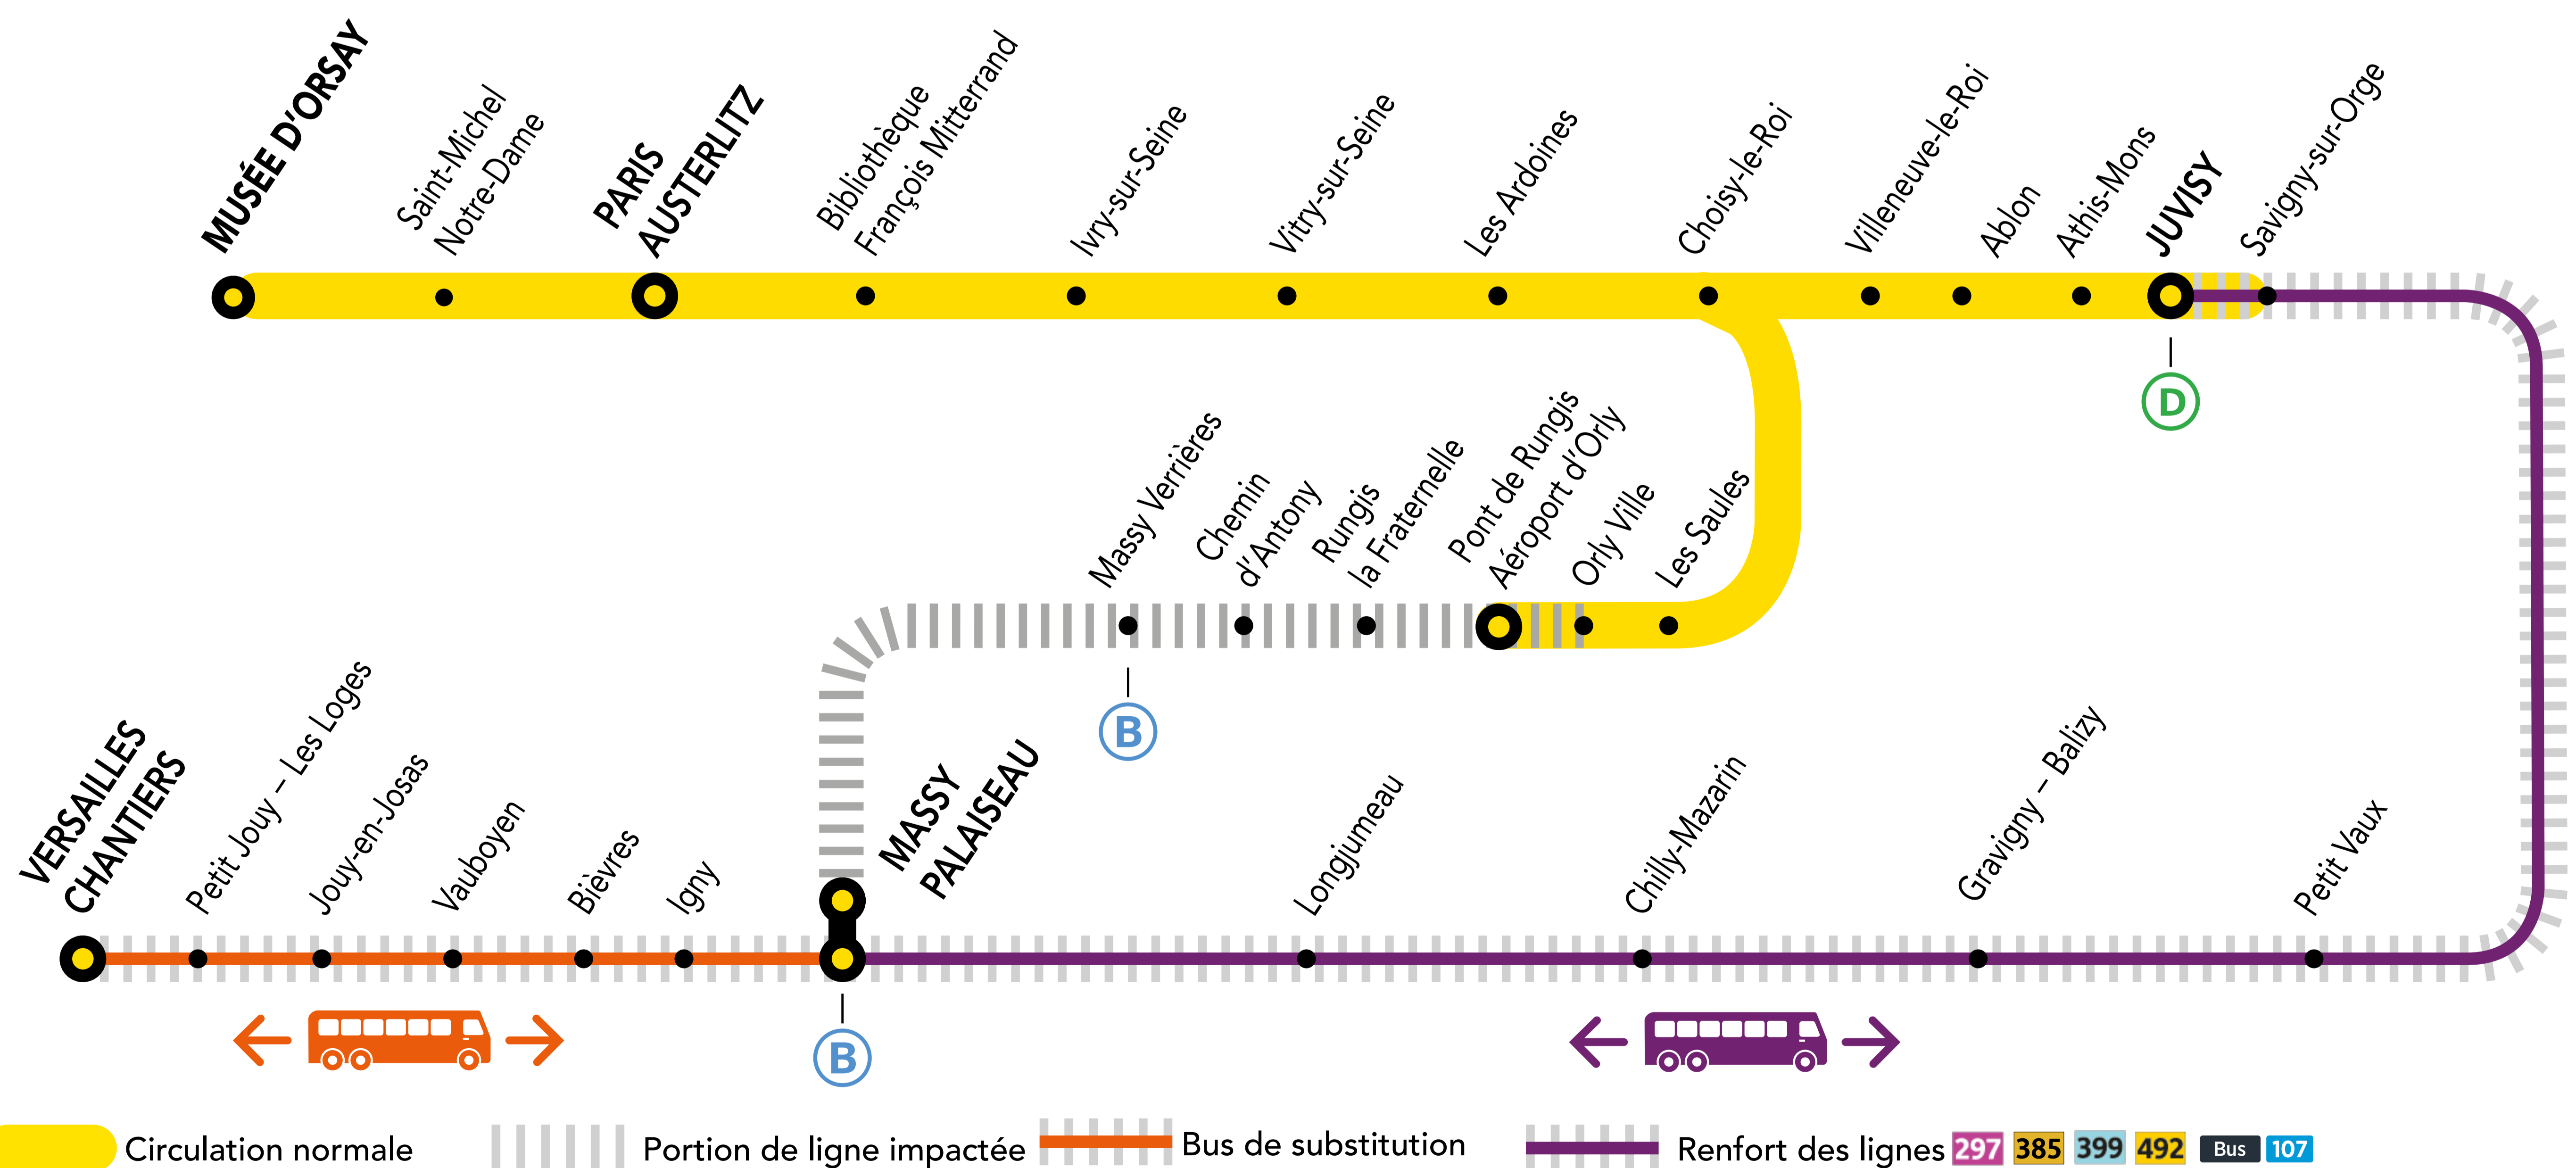 MUSÉE D'ORSAY
Saint-Michel
Notre-Dame
PARIS
AUSTERLITZ
Bibliothèque
François Mitterrand
Ivry-sur-Seine
Vitry-sur-Seine
Les Ardoines
Choisy-le-Roi
Villeneuve-le-Roi
Ablon
Athis-Mons
JUVISY
Savigny-sur-Orge
D
Massy Verrières
Chemin
d'Antony
Rungis
la Fraternelle
Pont de Rungis
Aéroport d'Orly
Orly Ville
Les Saules
B
VERSAILLES
CHANTIERS
Petit Jouy – Les Loges
Jouy-en-Josas
Vauboyen
Bièvres
Igny
MASSY
PALAISEAU
Longjumeau
Chilly-Mazarin
Gravigny – Balizy
Petit Vaux
B
Circulation normale
Portion de ligne impactée
Bus de substitution
Renfort des lignes 297 385 399 492 Bus 107